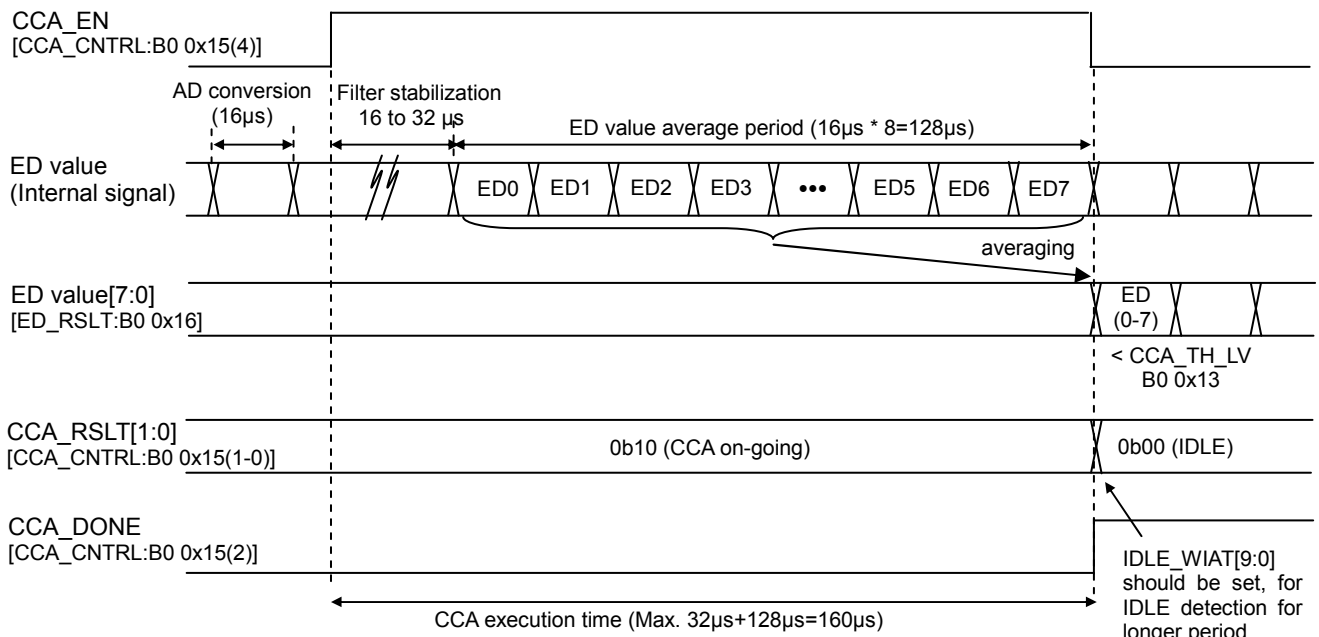 CCA_EN
[CCA_CNTRL:B0 0x15(4)]
AD conversion
(16µs)
Filter stabilization
16 to 32 µs
ED value average period (16µs * 8=128µs)
ED value
(Internal signal)
ED0 ED1 ED2 ED3 ••• ED5 ED6 ED7
averaging
ED value[7:0]
[ED_RSLT:B0 0x16]
ED
(0-7)
< CCA_TH_LV
B0 0x13
CCA_RSLT[1:0]
[CCA_CNTRL:B0 0x15(1-0)]
0b10 (CCA on-going)
0b00 (IDLE)
CCA_DONE
[CCA_CNTRL:B0 0x15(2)]
IDLE_WIAT[9:0]
should be set, for
IDLE detection for
longer period
CCA execution time (Max. 32µs+128µs=160µs)